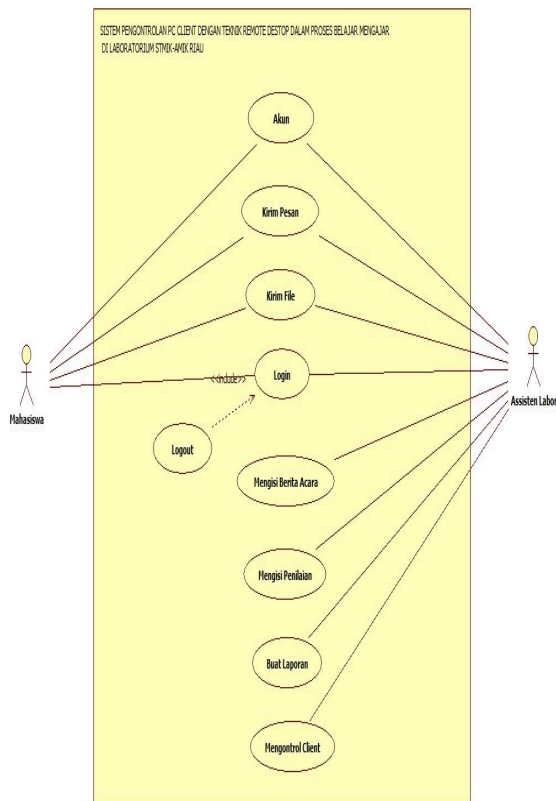 SISTEM PENGONTROLAN PC CLIENT DENGAN TEKNIK REMOTE DESTOP DALAM PROSES BELAJAR MENGAJAR
DI LABORATORIUM STMIK-AMIK RIAU
Akun
Kirim Pesan
Kirim File
<<include>>
Login
Mahasiswa
Assisten Labor
Logout
Mengisi Berita Acara
Mengisi Penilaian
Buat Laporan
Mengontrol Client